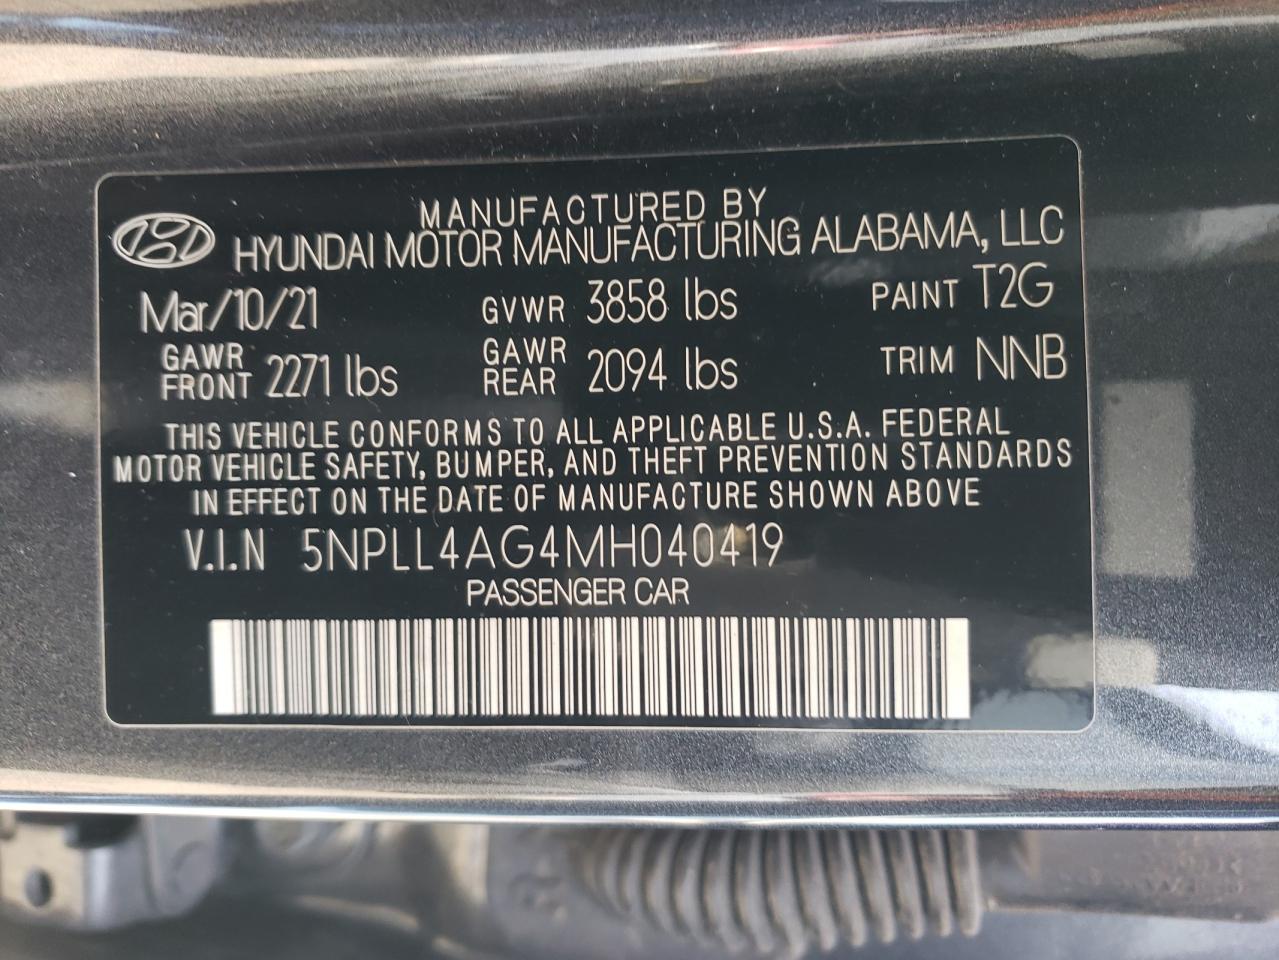 MANUFACTURED BY
HYUNDAI MOTOR MANUFACTURING ALABAMA, LLC
Mar/10/21 GVWR 3858 lbs PAINT T2G
GAWR FRONT 2271 lbs GAWR REAR 2094 lbs TRIM NNB
THIS VEHICLE CONFORMS TO ALL APPLICABLE U.S.A. FEDERAL
MOTOR VEHICLE SAFETY, BUMPER, AND THEFT PREVENTION STANDARDS
IN EFFECT ON THE DATE OF MANUFACTURE SHOWN ABOVE
V.I.N 5NPLL4AG4MH040419
PASSENGER CAR